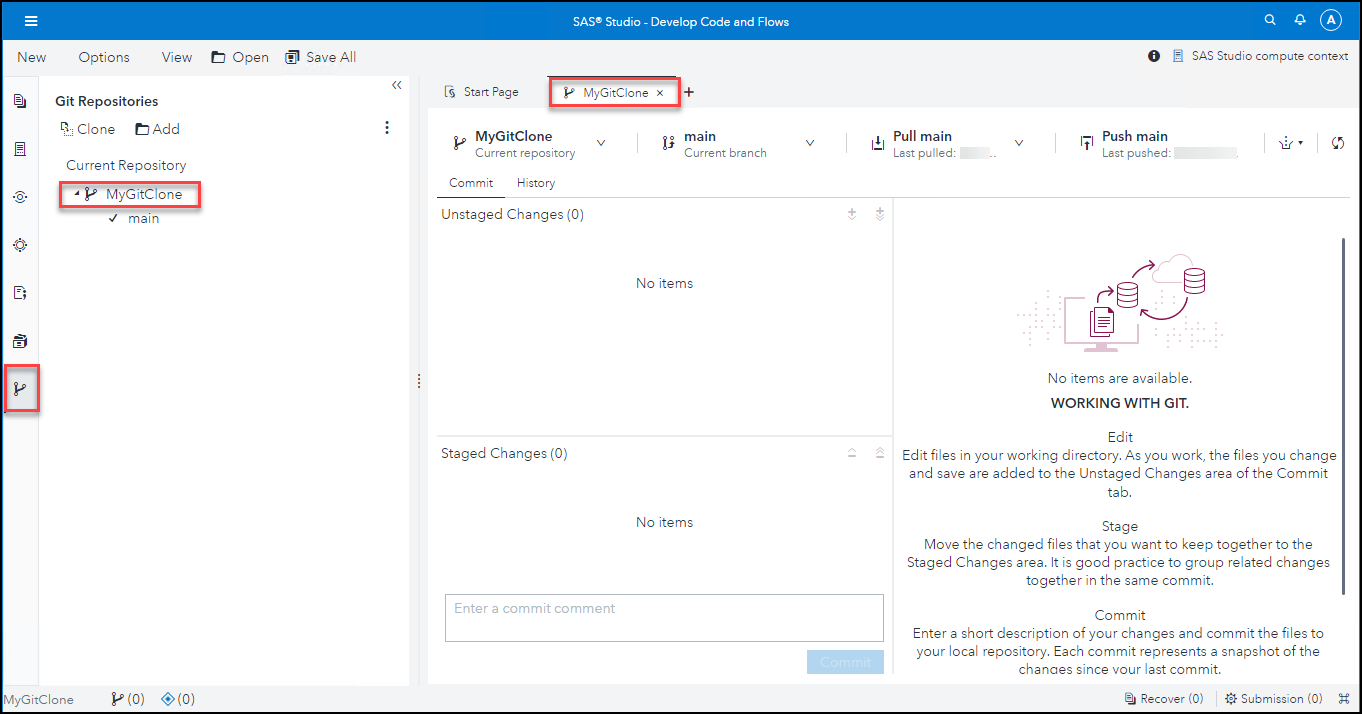 SAS® Studio - Develop Code and Flows
A
New Options View Open Save All
SAS Studio compute context
Git Repositories
Clone Add
Current Repository
MyGitClone
main
Start Page
MyGitClone × +
MyGitClone
Current repository
main
Current branch
Pull main
Last pulled: ..
Push main
Last pushed: .
Commit History
Unstaged Changes (0)
No items
Staged Changes (0)
No items
Enter a commit comment
Commit
No items are available.
WORKING WITH GIT.
Edit
Edit files in your working directory. As you work, the files you change
and save are added to the Unstaged Changes area of the Commit
tab.
Stage
Move the changed files that you want to keep together to the
Staged Changes area. It is good practice to group related changes
together in the same commit.
Commit
Enter a short description of your changes and commit the files to
your local repository. Each commit represents a snapshot of the
changes since your last commit.
MyGitClone (0) (0)
Recover (0) Submission (0)